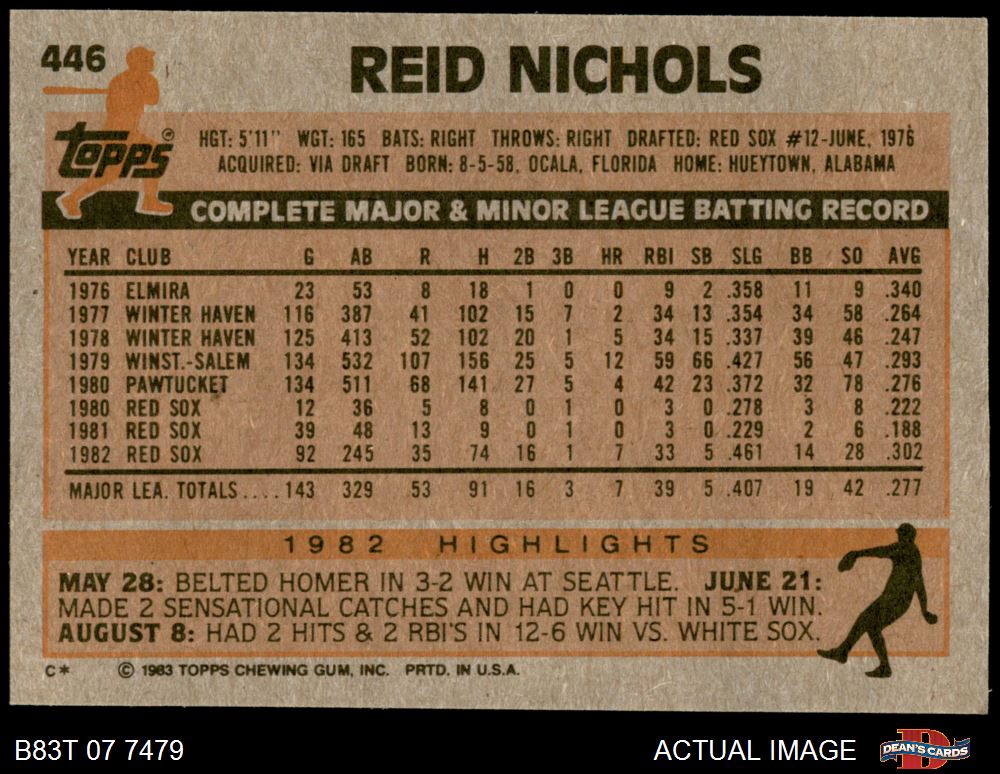 446
REID NICHOLS
topps®
HGT: 5'11" WGT: 165 BATS: RIGHT THROWS: RIGHT DRAFTED: RED SOX #12-JUNE, 1976
ACQUIRED: VIA DRAFT BORN: 8-5-58, OCALA, FLORIDA HOME: HUEYTOWN, ALABAMA
COMPLETE MAJOR & MINOR LEAGUE BATTING RECORD
YEAR CLUB G AB R H 2B 3B HR RBI SB SLG BB SO AVG
1976 ELMIRA 23 53 8 18 1 0 0 9 2 .358 11 9 .340
1977 WINTER HAVEN 116 387 41 102 15 7 2 34 13 .354 34 58 .264
1978 WINTER HAVEN 125 413 52 102 20 1 5 34 15 .337 39 46 .247
1979 WINST.-SALEM 134 532 107 156 25 5 12 59 66 .427 56 47 .293
1980 PAWTUCKET 134 511 68 141 27 5 4 42 23 .372 32 78 .276
1980 RED SOX 12 36 5 8 0 1 0 3 0 .278 3 8 .222
1981 RED SOX 39 48 13 9 0 1 0 3 0 .229 2 6 .188
1982 RED SOX 92 245 35 74 16 1 7 33 5 .461 14 28 .302
MAJOR LEA. TOTALS .... 143 329 53 91 16 3 7 39 5 .407 19 42 .277
1982 HIGHLIGHTS
MAY 28: BELTED HOMER IN 3-2 WIN AT SEATTLE. JUNE 21:
MADE 2 SENSATIONAL CATCHES AND HAD KEY HIT IN 5-1 WIN.
AUGUST 8: HAD 2 HITS & 2 RBI'S IN 12-6 WIN VS. WHITE SOX.
C* © 1983 TOPPS CHEWING GUM, INC. PRTD. IN U.S.A.
B83T 07 7479 ACTUAL IMAGE DEAN'S CARDS